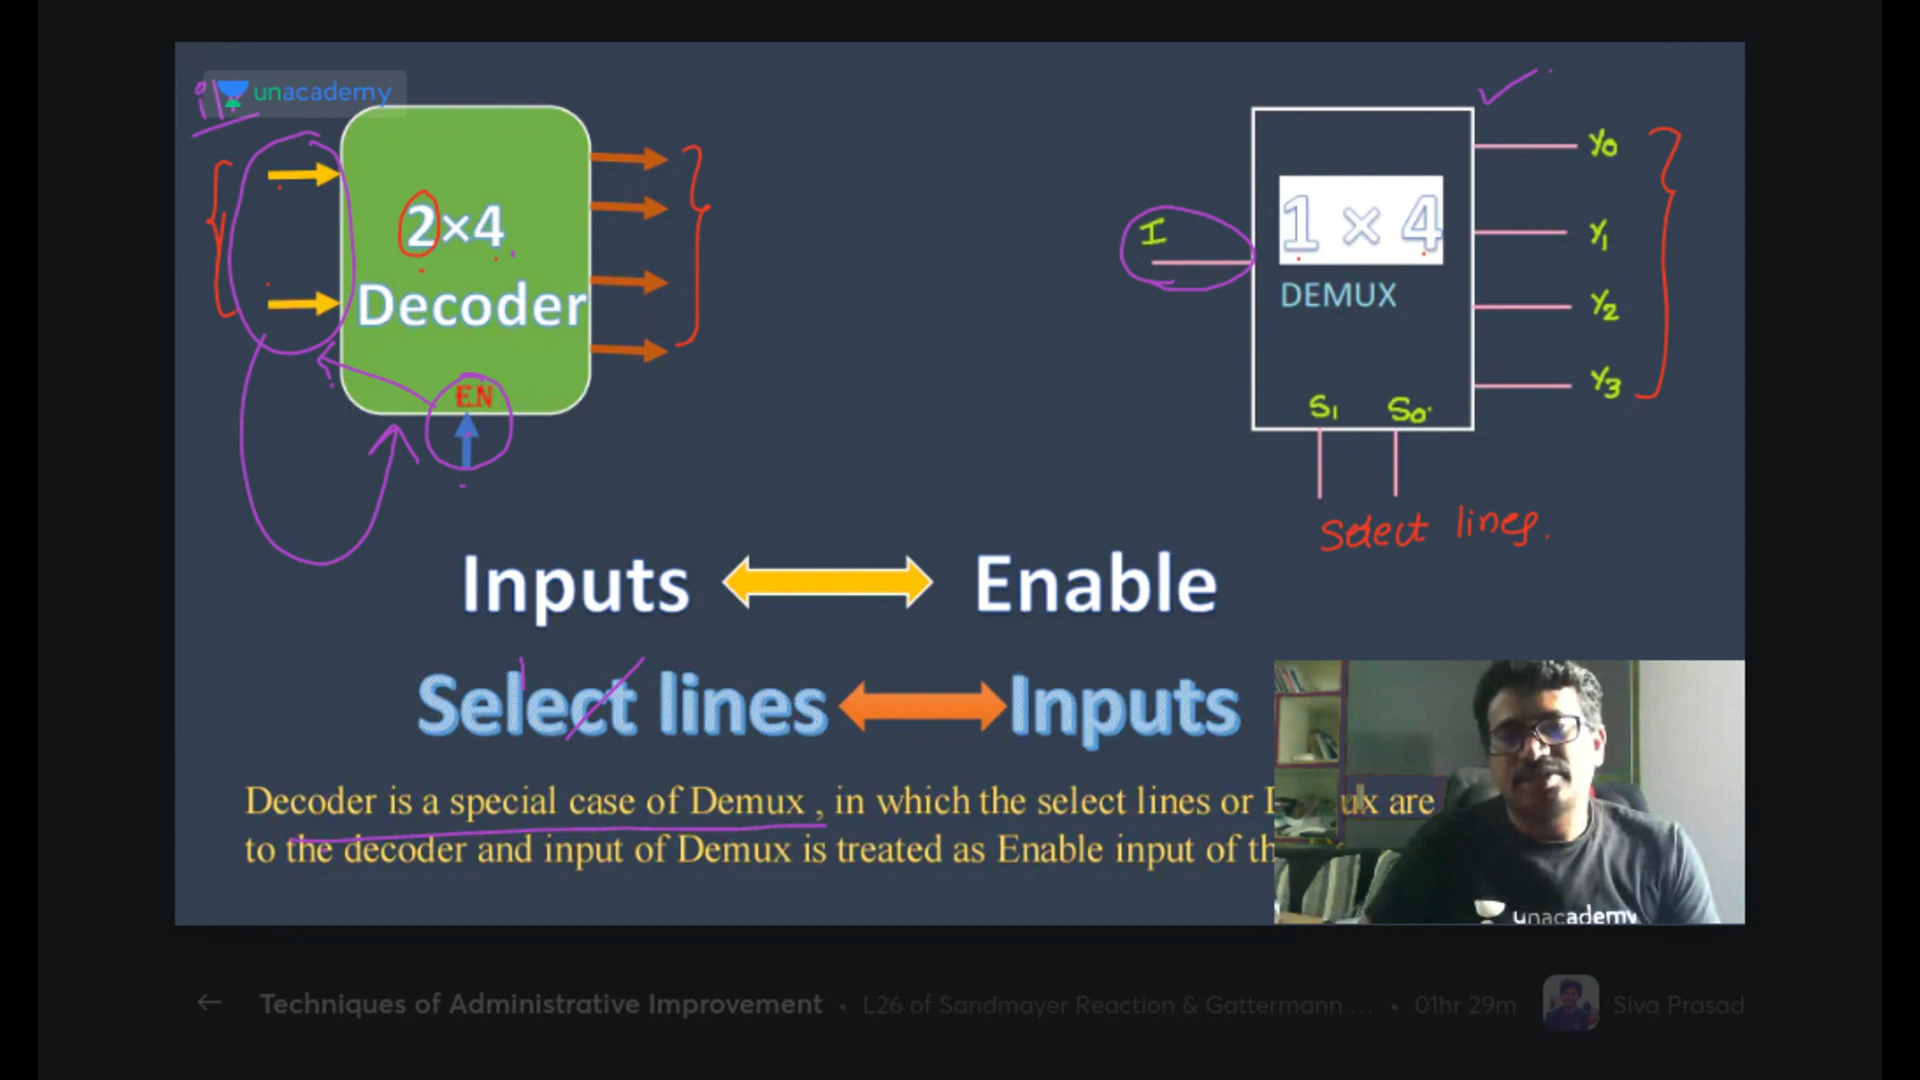 unacademy
2×4
Decoder
EN
I
1 × 4
DEMUX
Y0
Y1
Y2
Y3
S1 S0
Select lines.
Inputs Enable
Select lines Inputs
Decoder is a special case of Demux , in which the select lines or ux are
to the decoder and input of Demux is treated as Enable input of
unacademy
Techniques of Administrative Improvement • L26 of Sandmayer Reaction & Gattermann ... • 01hr 29m Siva Prasad